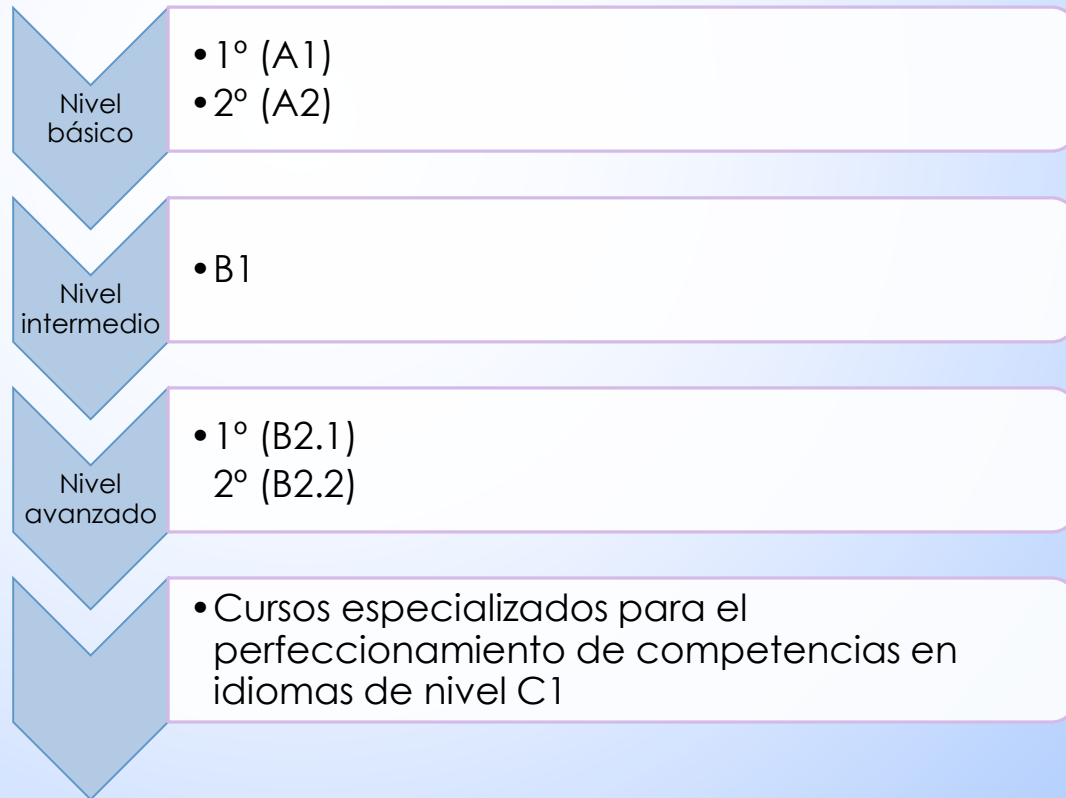 Nivel
básico
•1º (A1)
•2º (A2)
Nivel
intermedio
•B1
Nivel
avanzado
•1º (B2.1)
2º (B2.2)
•Cursos especializados para el
perfeccionamiento de competencias en
idiomas de nivel C1